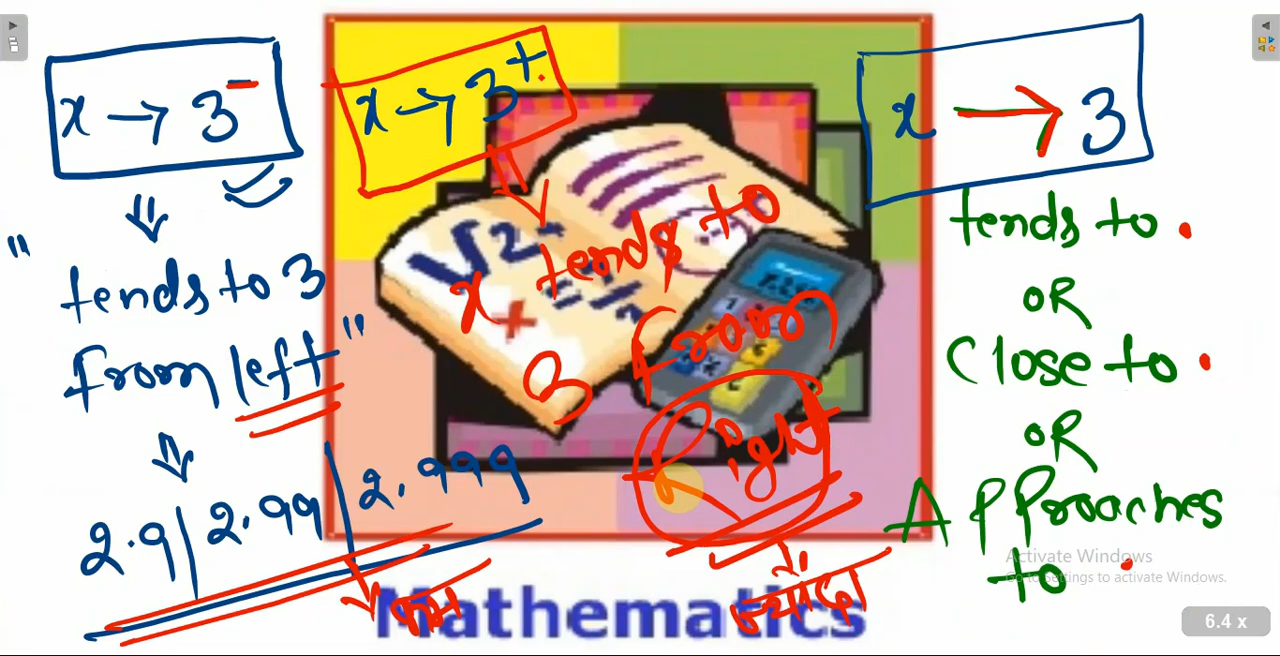 x → 3⁻
tends to 3
"from left"
2.9 | 2.99 | 2.999
x → 3⁺
x tends to
3 from
Right
ज्यादा
x → 3
tends to .
OR
Close to .
OR
Approaches
to .
Mathematics
Activate Windows
Go to Settings to activate Windows.
6.4 x